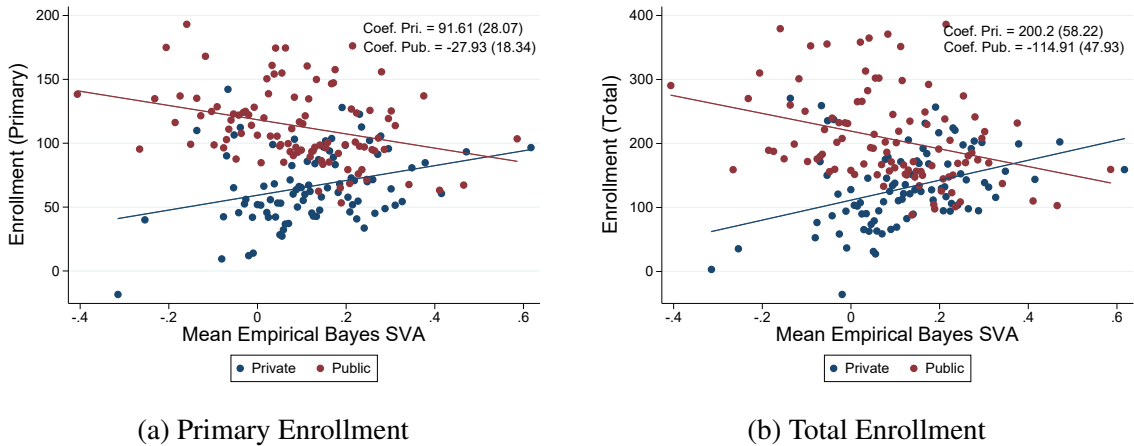 200
150
100
50
0
Enrollment (Primary)
Coef. Pri. = 91.61 (28.07)
Coef. Pub. = -27.93 (18.34)
-.4
-.2
0
.2
.4
.6
Mean Empirical Bayes SVA
Private
Public
(a) Primary Enrollment
400
300
200
100
0
Enrollment (Total)
Coef. Pri. = 200.2 (58.22)
Coef. Pub. = -114.91 (47.93)
-.4
-.2
0
.2
.4
.6
Mean Empirical Bayes SVA
Private
Public
(b) Total Enrollment